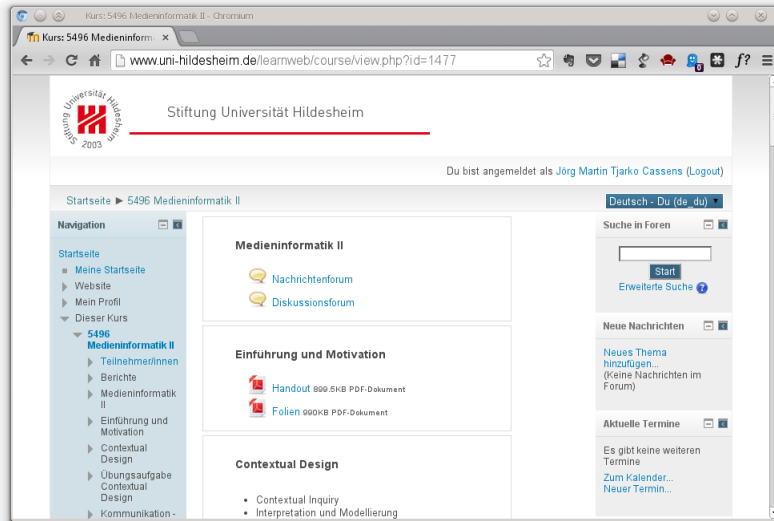 Kurs: 5496 Medieninformatik II - Chromium
Kurs: 5496 Medieninform
www.uni-hildesheim.de/learnweb/course/view.php?id=1477
f?
Stiftung Universität Hildesheim
2003
Stiftung Universität Hildesheim
Du bist angemeldet als Jörg Martin Tjarko Cassens (Logout)
Startseite ► 5496 Medieninformatik II
Deutsch - Du (de_du)
Navigation
Startseite
Meine Startseite
Website
Mein Profil
Dieser Kurs
5496
Medieninformatik II
Teilnehmer/innen
Berichte
Medieninformatik
II
Einführung und
Motivation
Contextual
Design
Übungsaufgabe
Contextual
Design
Kommunikation -
Medieninformatik II
Nachrichtenforum
Diskussionsforum
Einführung und Motivation
Handout 899.5KB PDF-Dokument
Folien 990KB PDF-Dokument
Contextual Design
• Contextual Inquiry
• Interpretation und Modellierung
Suche in Foren
Start
Erweiterte Suche ?
Neue Nachrichten
Neues Thema
hinzufügen...
(Keine Nachrichten im
Forum)
Aktuelle Termine
Es gibt keine weiteren
Termine
Zum Kalender...
Neuer Termin...